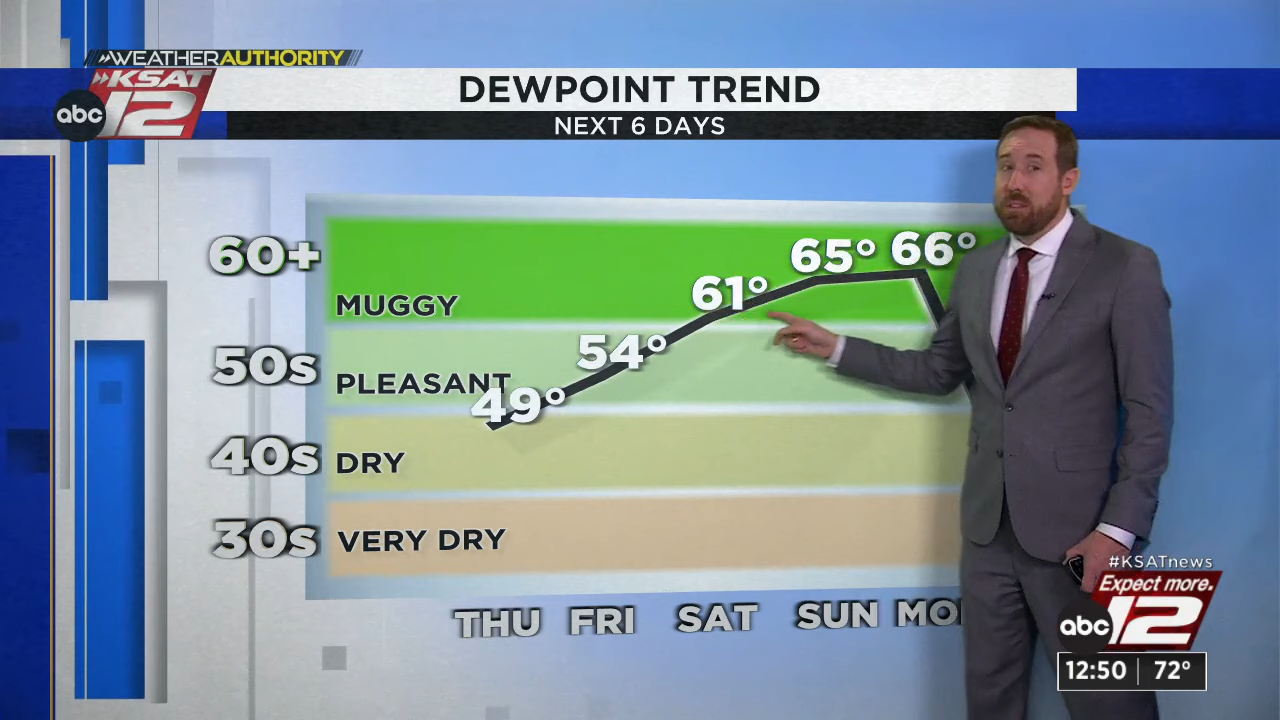 WEATHERAUTHORITY
KSAT
abc 12
DEWPOINT TREND
NEXT 6 DAYS
60+
MUGGY
50s
PLEASANT
40s
DRY
30s
VERY DRY
49°
54°
61°
65°
66°
THU FRI SAT SUN MO
#KSATnews
Expect more.
abc 12
12:50 72°